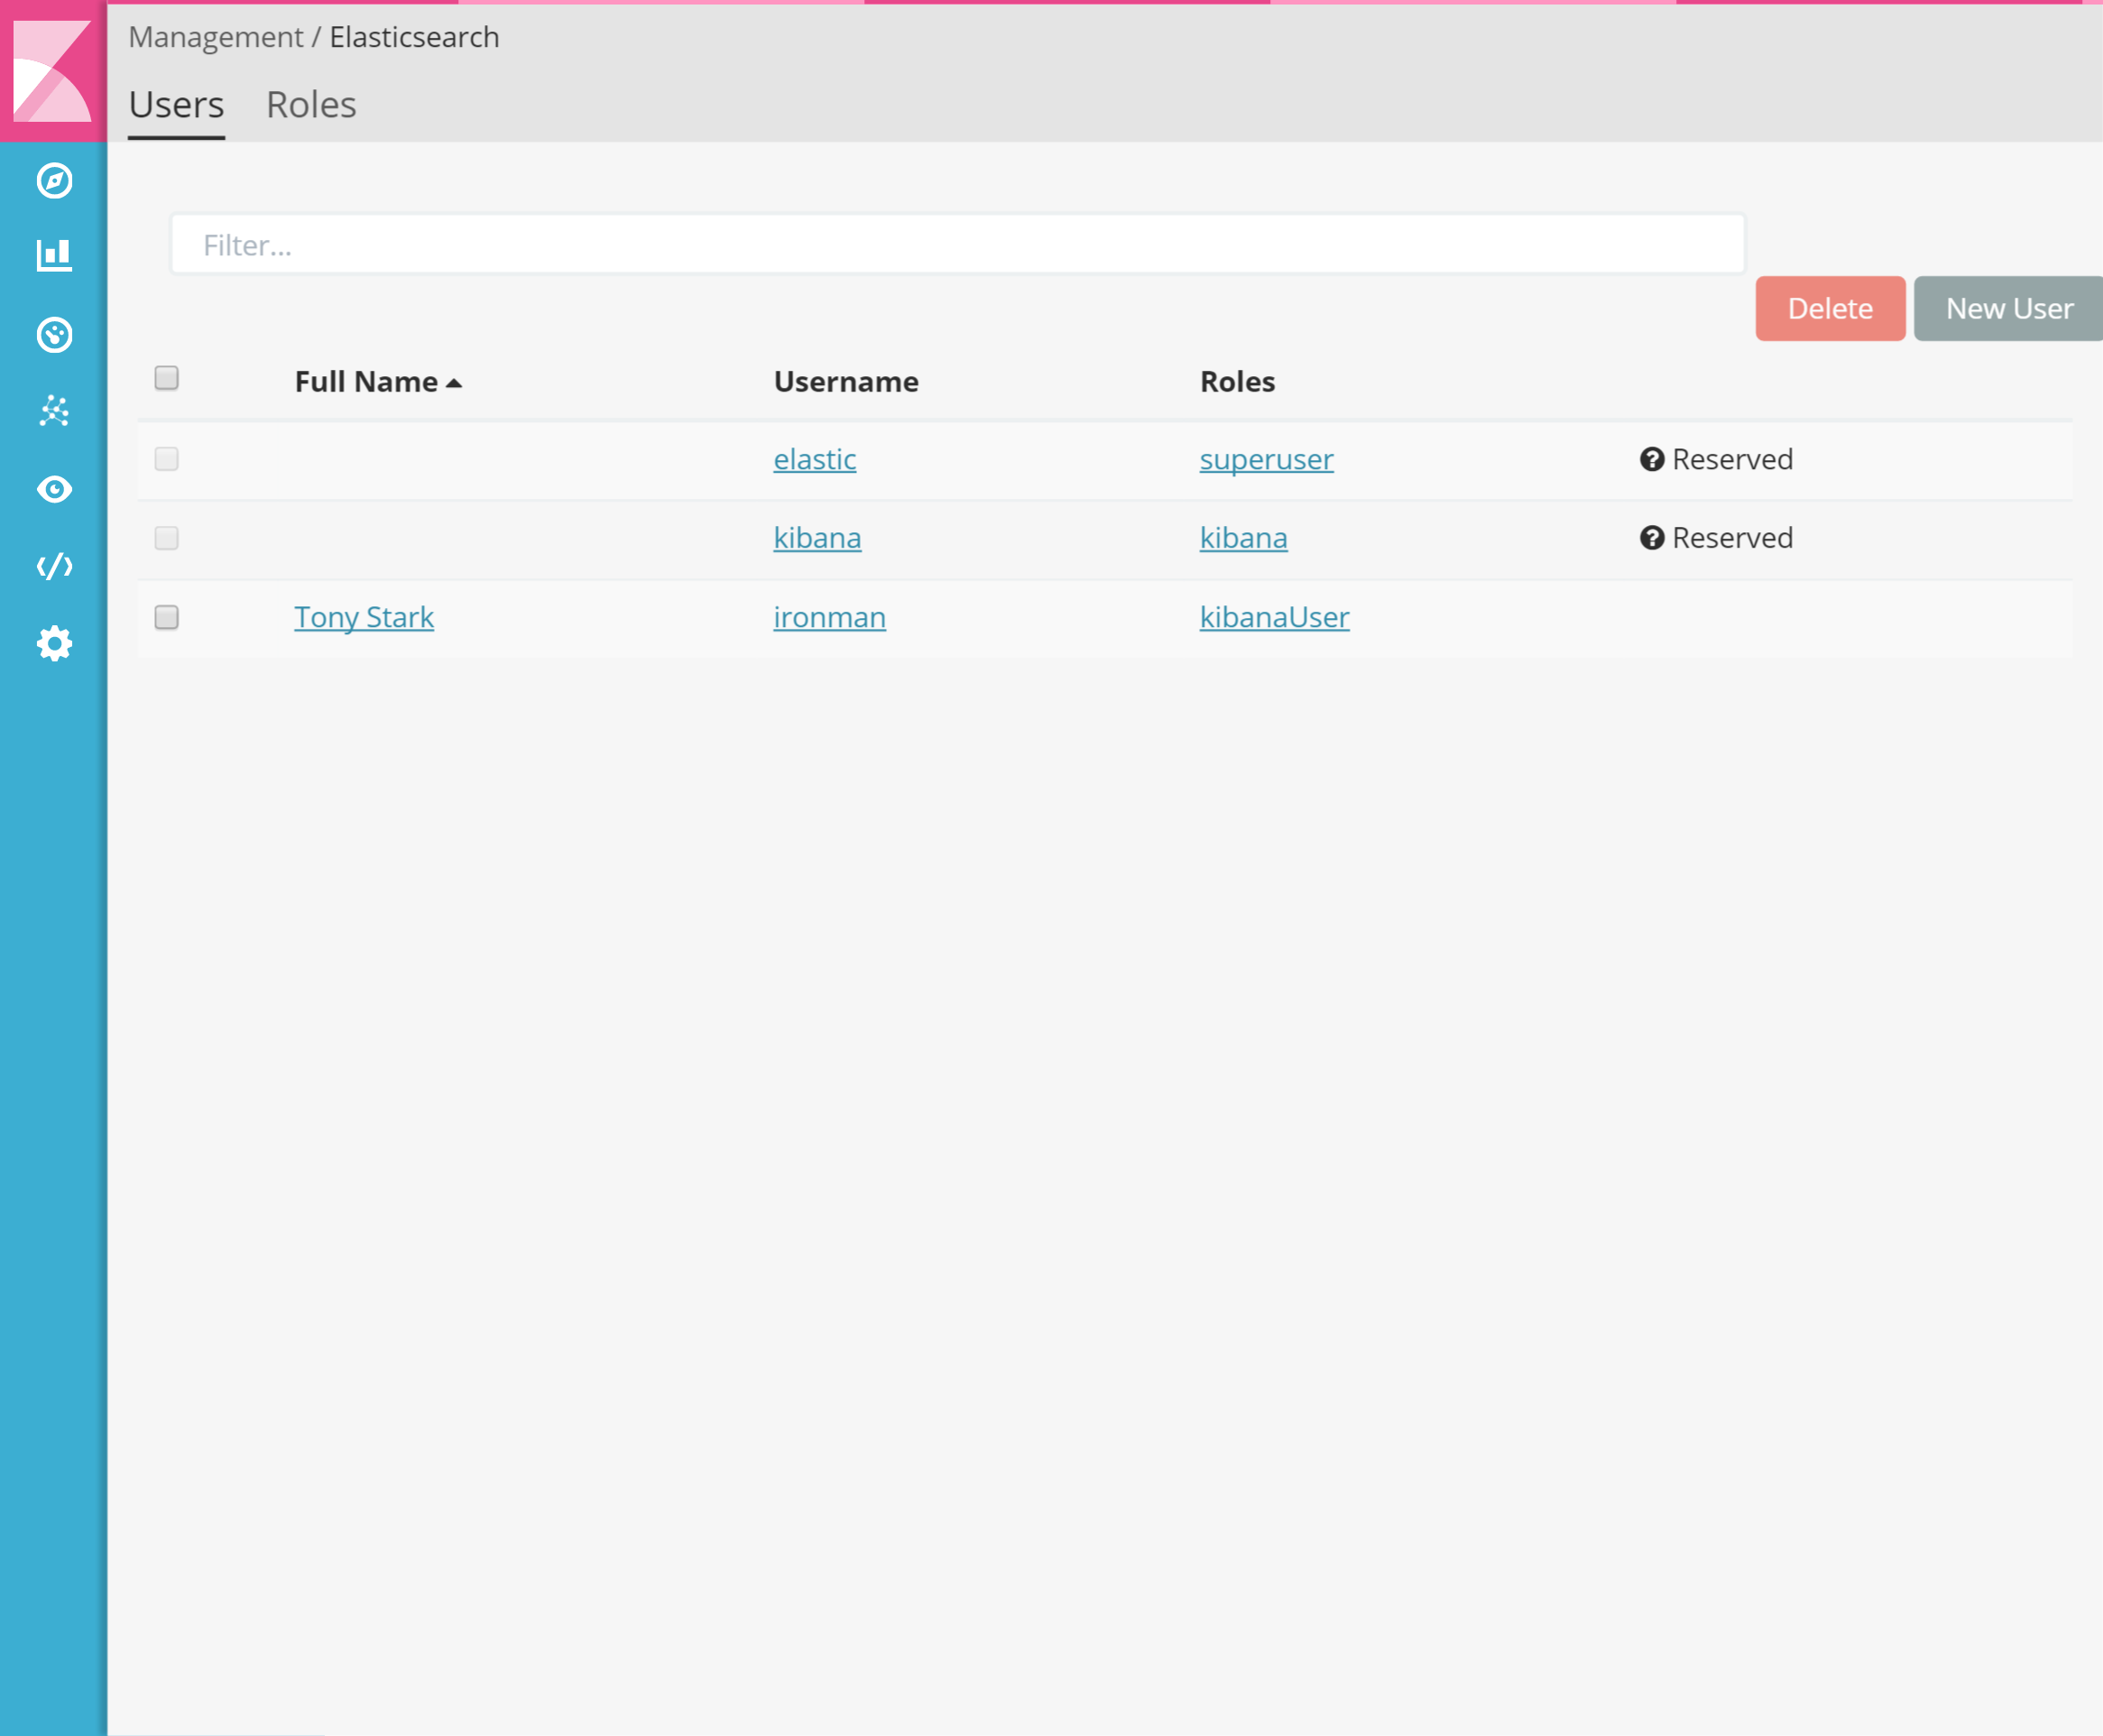 Management / Elasticsearch
Users Roles
Filter...
Delete New User
Full Name Username Roles
elastic superuser Reserved
kibana kibana Reserved
Tony Stark ironman kibanaUser